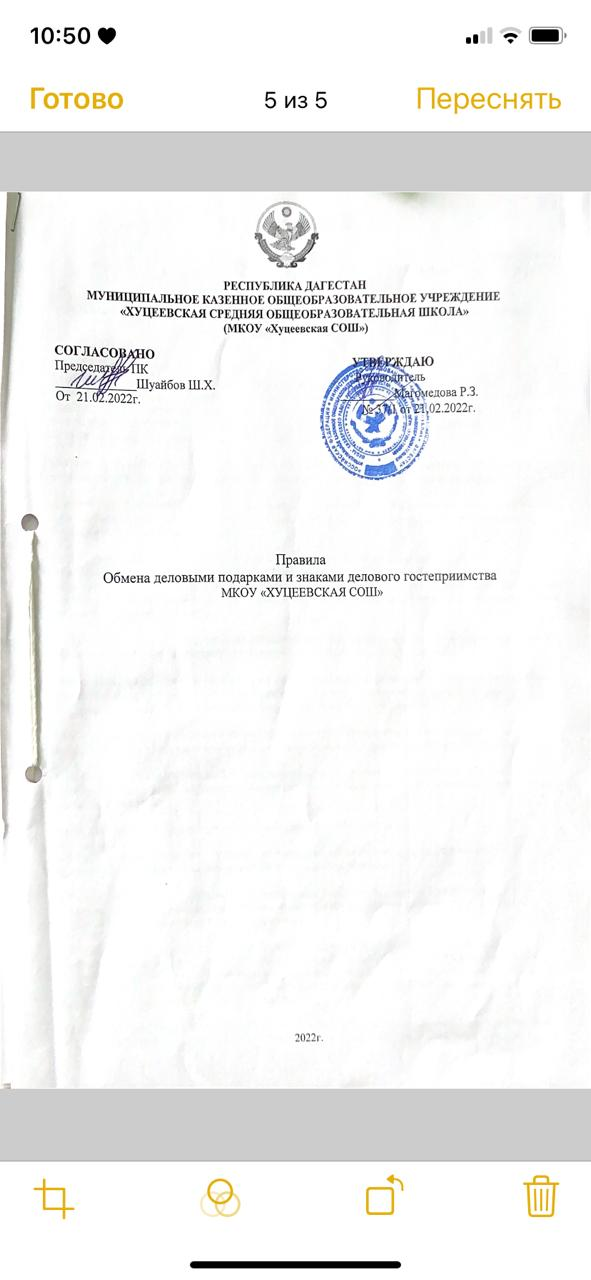 10:50
Готово
5 из 5
Переснять
РЕСПУБЛИКА ДАГЕСТАН
МУНИЦИПАЛЬНОЕ КАЗЕННОЕ ОБЩЕОБРАЗОВАТЕЛЬНОЕ УЧРЕЖДЕНИЕ
«ХУЦЕЕВСКАЯ СРЕДНЯЯ ОБЩЕОБРАЗОВАТЕЛЬНАЯ ШКОЛА»
(МКОУ «Хуцеевская СОШ»)
СОГЛАСОВАНО
Председатель ПК
Шуайбов Ш.Х.
От 21.02.2022г.
УТВЕРЖДАЮ
Руководитель
Магомедова Р.З.
от 21.02.2022г.
Правила
Обмена деловыми подарками и знаками делового гостеприимства
МКОУ «ХУЦЕЕВСКАЯ СОШ»
2022г.